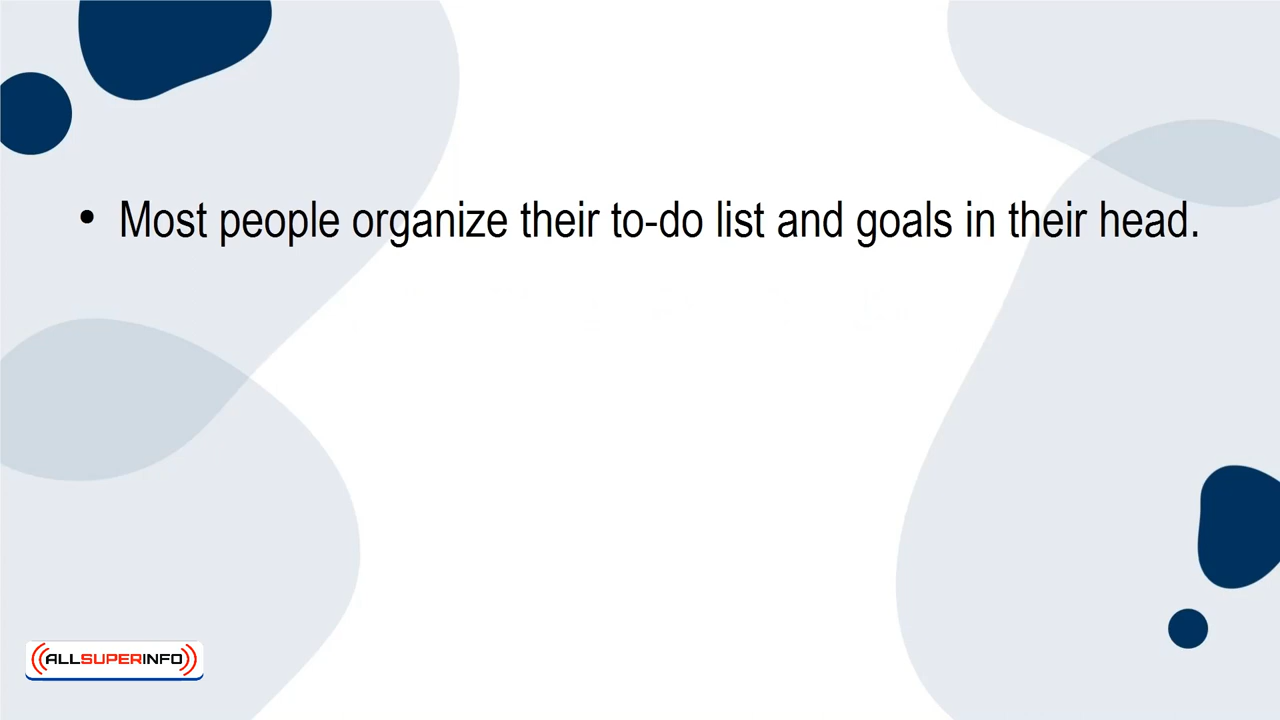 • Most people organize their to-do list and goals in their head.
ALLSUPERINFO